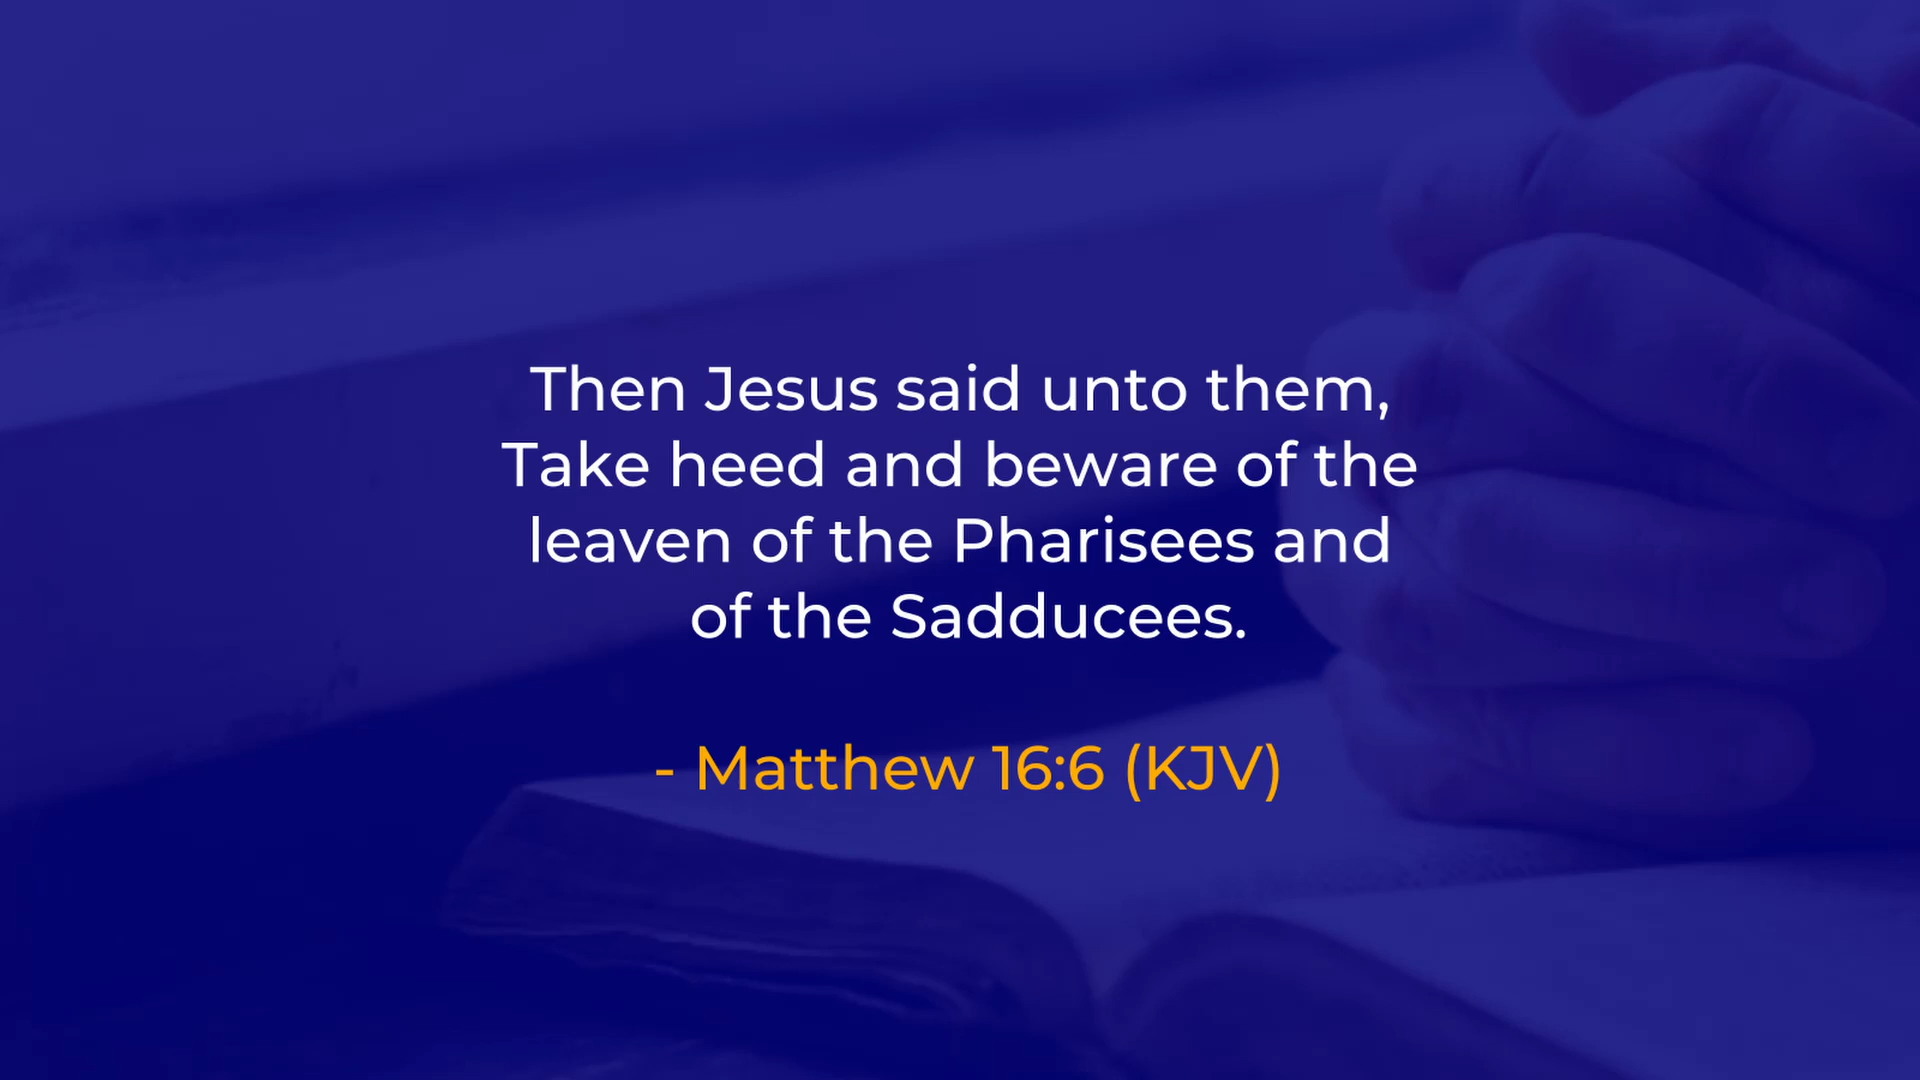 Then Jesus said unto them,
Take heed and beware of the
leaven of the Pharisees and
of the Sadducees.
- Matthew 16:6 (KJV)